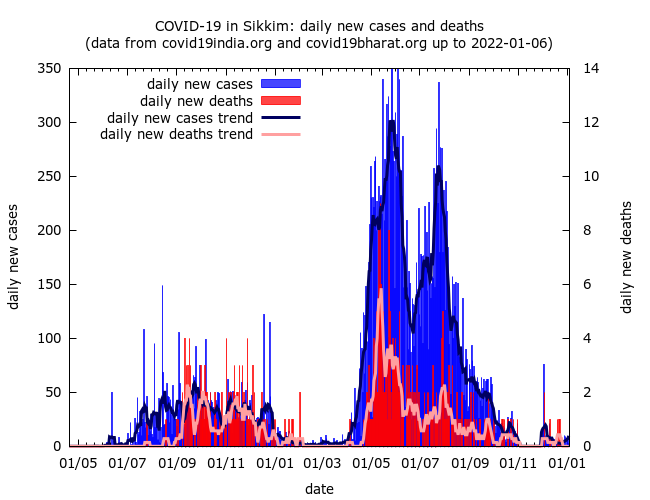 COVID-19 in Sikkim: daily new cases and deaths
(data from covid19india.org and covid19bharat.org up to 2022-01-06)
350
300
250
200
150
100
50
0
14
12
10
8
6
4
2
0
daily new cases
daily new deaths
daily new cases trend
daily new deaths trend
daily new cases
daily new deaths
01/05 01/07 01/09 01/11 01/01 01/03 01/05 01/07 01/09 01/11 01/01
date